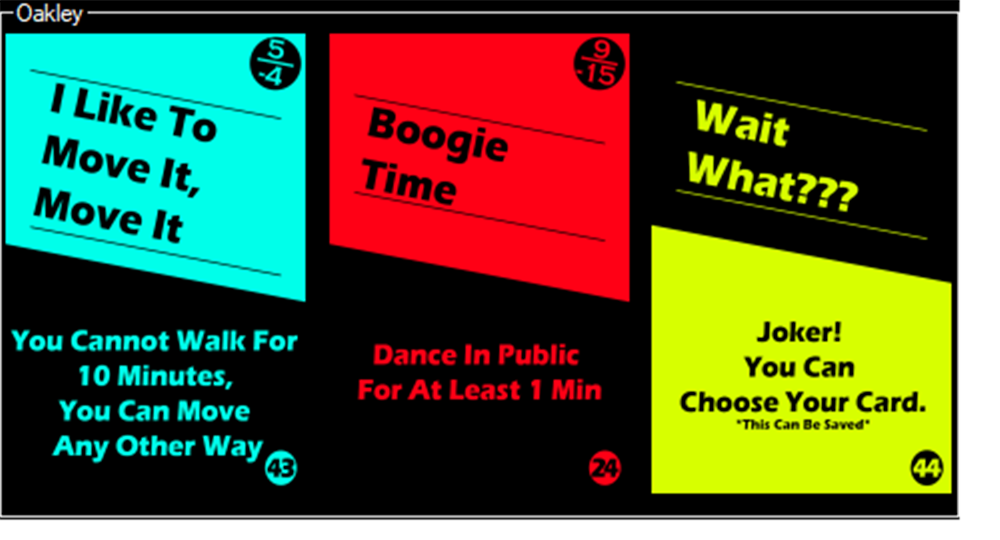 Oakley
5
-4
I Like To
Move It,
Move It
You Cannot Walk For
10 Minutes,
You Can Move
Any Other Way
43
9
-15
Boogie
Time
Dance In Public
For At Least 1 Min
24
Wait
What???
Joker!
You Can
Choose Your Card.
*This Can Be Saved*
44